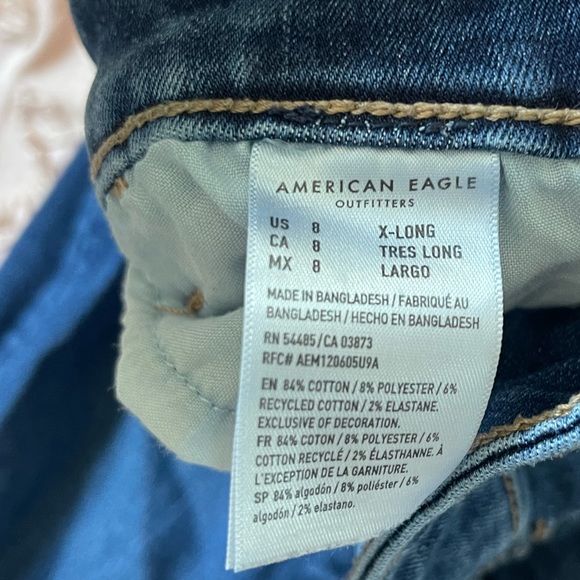 AMERICAN EAGLE
OUTFITTERS
US 8 X-LONG
CA 8 TRES LONG
MX 8 LARGO
MADE IN BANGLADESH / FABRIQUÉ AU
BANGLADESH / HECHO EN BANGLADESH
RN 54485 / CA 03873
RFC# AEM120605U9A
EN 84% COTTON / 8% POLYESTER / 6%
RECYCLED COTTON / 2% ELASTANE.
EXCLUSIVE OF DECORATION.
FR 84% COTON / 8% POLYESTER / 6%
COTTON RECYCLÉ / 2% ÉLASTHANNE. À
L'EXCEPTION DE LA GARNITURE.
SP 84% algodón / 8% poliéster / 6%
algodón / 2% elastano.